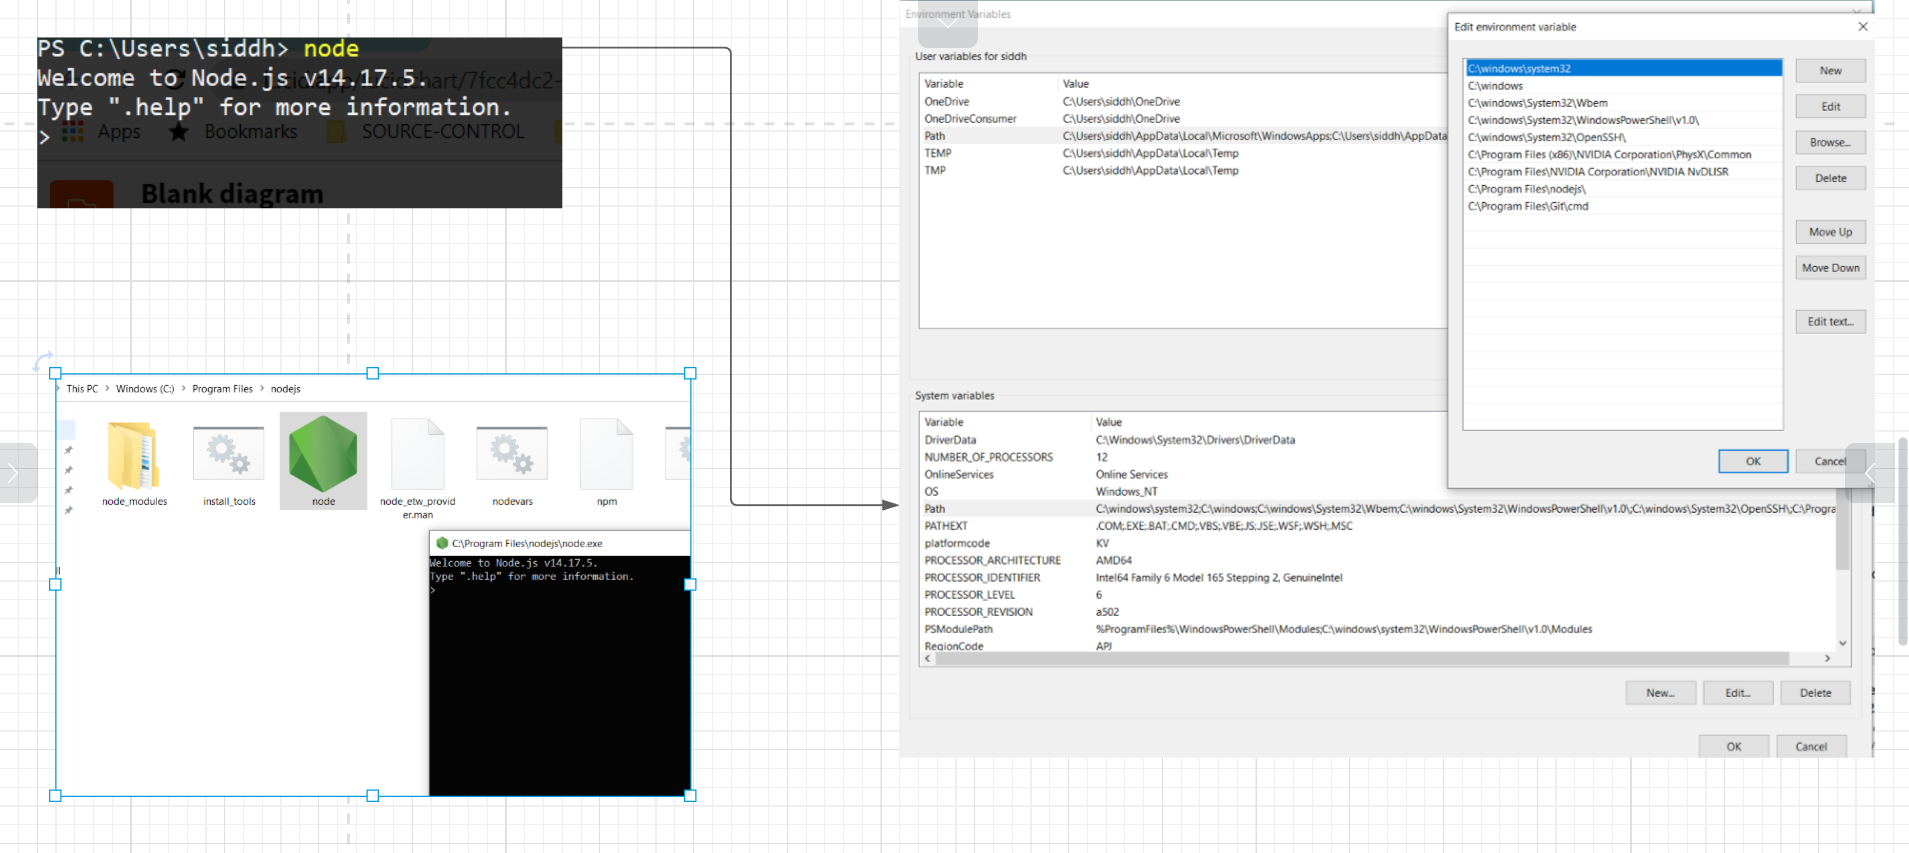 PS C:\Users\siddh> node
Welcome to Node.js v14.17.5.
Type ".help" for more information.
>
Apps Bookmarks SOURCE-CONTROL
Blank diagram
This PC > Windows (C:) > Program Files > nodejs
node_modules
install_tools
node
node_etw_provid
er.man
nodevars
npm
C:\Program Files\nodejs\node.exe
Welcome to Node.js v14.17.5.
Type ".help" for more information.
>
Environment Variables
User variables for siddh
Variable Value
OneDrive C:\Users\siddh\OneDrive
OneDriveConsumer C:\Users\siddh\OneDrive
Path C:\Users\siddh\AppData\Local\Microsoft\WindowsApps;C:\Users\siddh\AppData
TEMP C:\Users\siddh\AppData\Local\Temp
TMP C:\Users\siddh\AppData\Local\Temp
System variables
Variable Value
DriverData C:\Windows\System32\Drivers\DriverData
NUMBER_OF_PROCESSORS 12
OnlineServices Online Services
OS Windows_NT
Path C:\windows\system32;C:\windows;C:\windows\System32\Wbem;C:\windows\System32\WindowsPowerShell\v1.0\;C:\windows\System32\OpenSSH\;C:\Progra
PATHEXT .COM;.EXE;.BAT;.CMD;.VBS;.VBE;.JS;.JSE;.WSF;.WSH;.MSC
platformcode KV
PROCESSOR_ARCHITECTURE AMD64
PROCESSOR_IDENTIFIER Intel64 Family 6 Model 165 Stepping 2, GenuineIntel
PROCESSOR_LEVEL 6
PROCESSOR_REVISION a502
PSModulePath %ProgramFiles%\WindowsPowerShell\Modules;C:\windows\system32\WindowsPowerShell\v1.0\Modules
RegionCode APJ
New... Edit... Delete
OK Cancel
Edit environment variable
C:\windows\system32
C:\windows
C:\windows\System32\Wbem
C:\windows\System32\WindowsPowerShell\v1.0\
C:\windows\System32\OpenSSH\
C:\Program Files (x86)\NVIDIA Corporation\PhysX\Common
C:\Program Files\NVIDIA Corporation\NVIDIA NvDLISR
C:\Program Files\nodejs\
C:\Program Files\Git\cmd
New
Edit
Browse...
Delete
Move Up
Move Down
Edit text...
OK Cancel